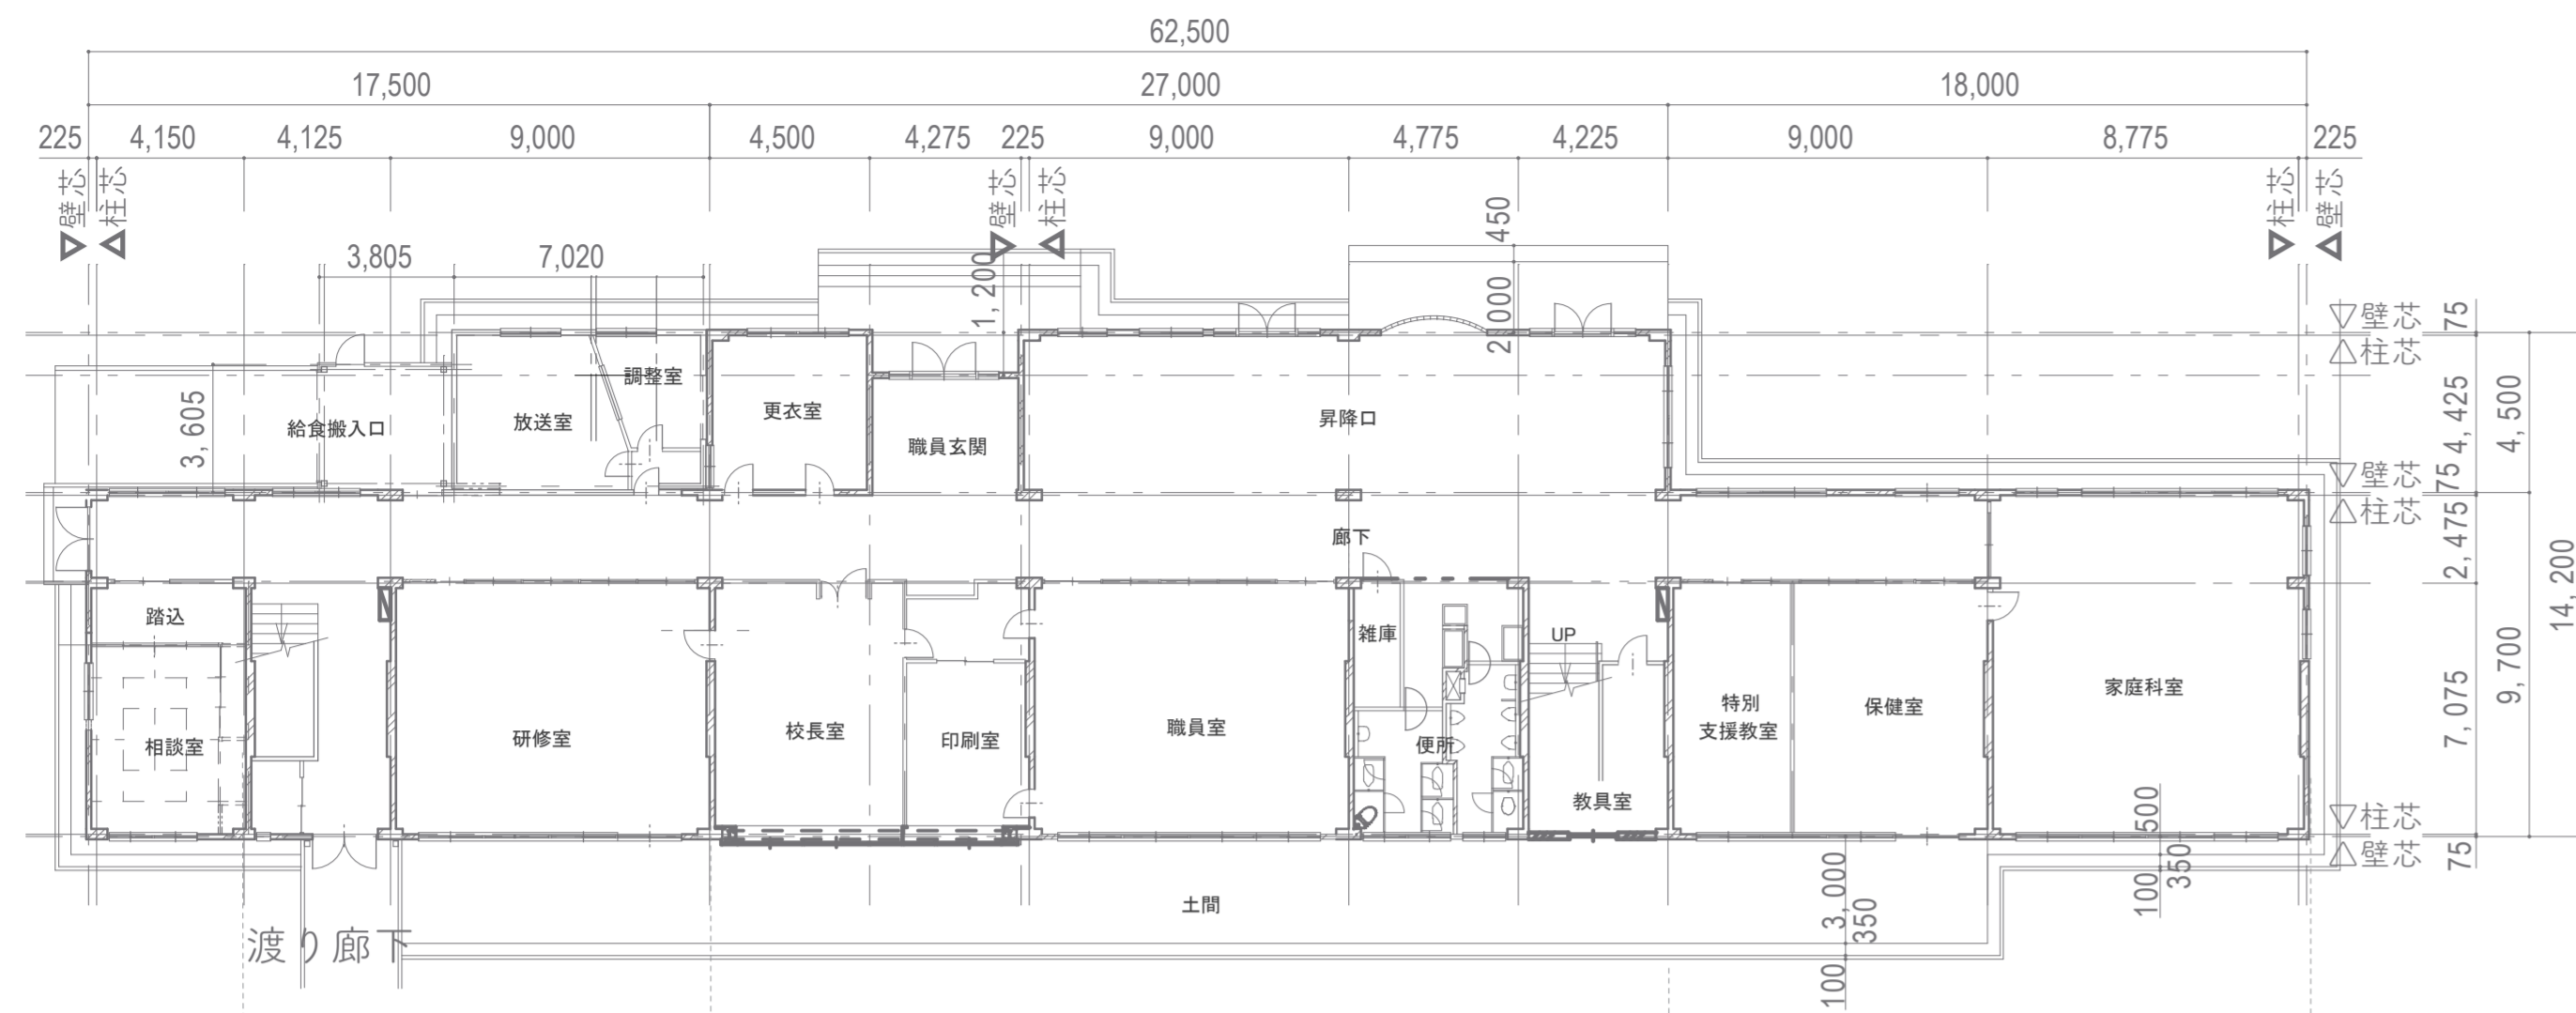 62,500
17,500 27,000 18,000
225 4,150 4,125 9,000 4,500 4,275 225 9,000 4,775 4,225 9,000 8,775 225
壁芯 柱芯 壁芯 柱芯 柱芯 壁芯
3,805 7,020 1,200 450
2,000
壁芯 75
柱芯
調整室
3,605 給食搬入口 放送室 更衣室 職員玄関 昇降口 4,425 4,500
壁芯 75
柱芯
廊下 2,475 14,200
踏込 雑庫 UP
相談室 研修室 校長室 印刷室 職員室 便所 教具室 特別
支援教室 保健室 家庭科室 7,075 9,700
柱芯
壁芯 75
500
350
100
3,000
350
100
土間
渡り廊下